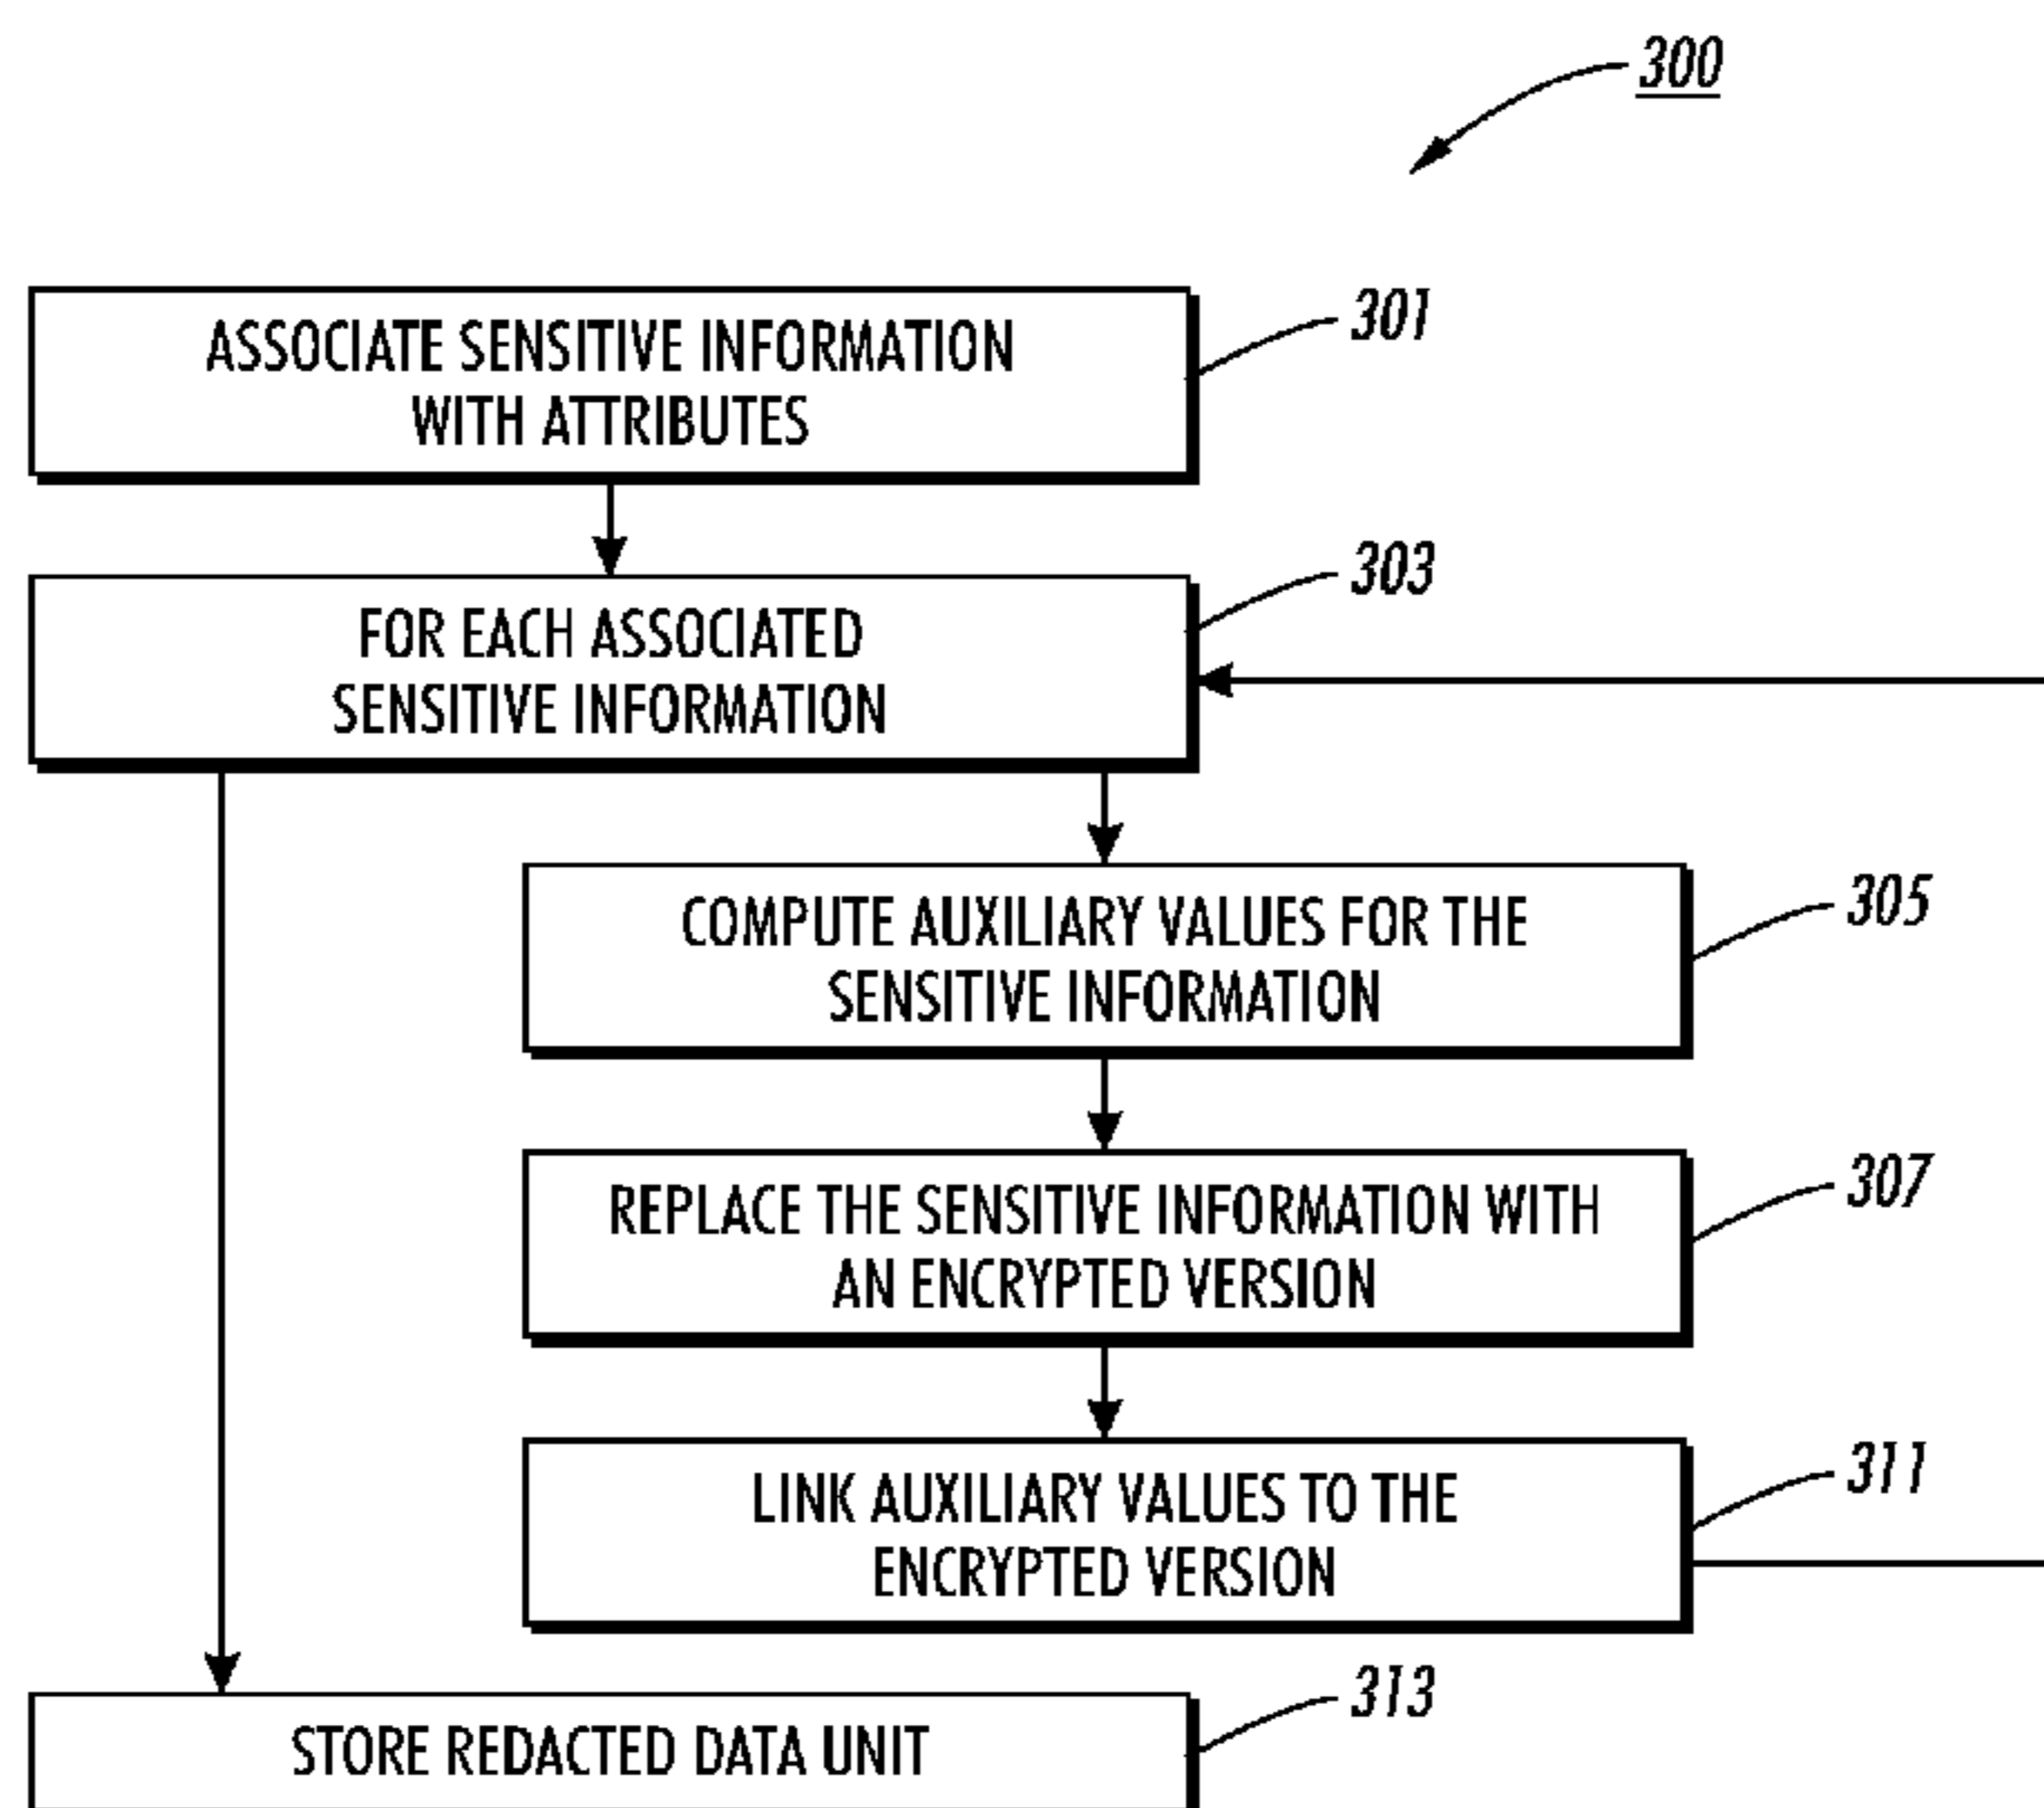 300
ASSOCIATE SENSITIVE INFORMATION
WITH ATTRIBUTES
301
FOR EACH ASSOCIATED
SENSITIVE INFORMATION
303
COMPUTE AUXILIARY VALUES FOR THE
SENSITIVE INFORMATION
305
REPLACE THE SENSITIVE INFORMATION WITH
AN ENCRYPTED VERSION
307
LINK AUXILIARY VALUES TO THE
ENCRYPTED VERSION
311
STORE REDACTED DATA UNIT
313